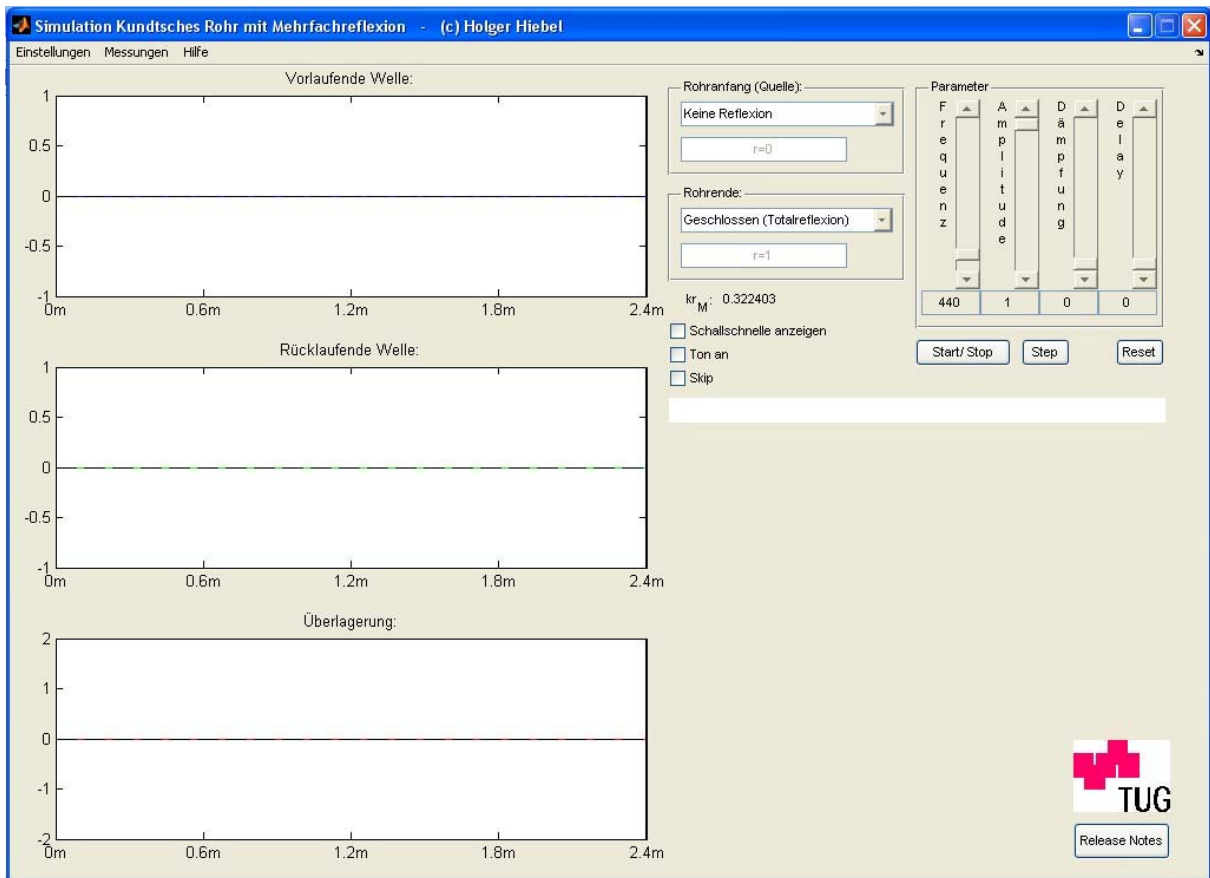 Simulation Kundtsches Rohr mit Mehrfachreflexion - (c) Holger Hiebel
Einstellungen Messungen Hilfe
Vorlaufende Welle:
1
0.5
0
-0.5
-1
0m 0.6m 1.2m 1.8m 2.4m
Rücklaufende Welle:
1
0.5
0
-0.5
-1
0m 0.6m 1.2m 1.8m 2.4m
Überlagerung:
2
1
0
-1
-2
0m 0.6m 1.2m 1.8m 2.4m
Rohranfang (Quelle):
Keine Reflexion
r=0
Rohrende:
Geschlossen (Totalreflexion)
r=1
kr_M: 0.322403
Schallschnelle anzeigen
Ton an
Skip
Parameter
Frequenz Amplitude Dämpfung Delay
440 1 0 0
Start/ Stop Step Reset
TUG
Release Notes